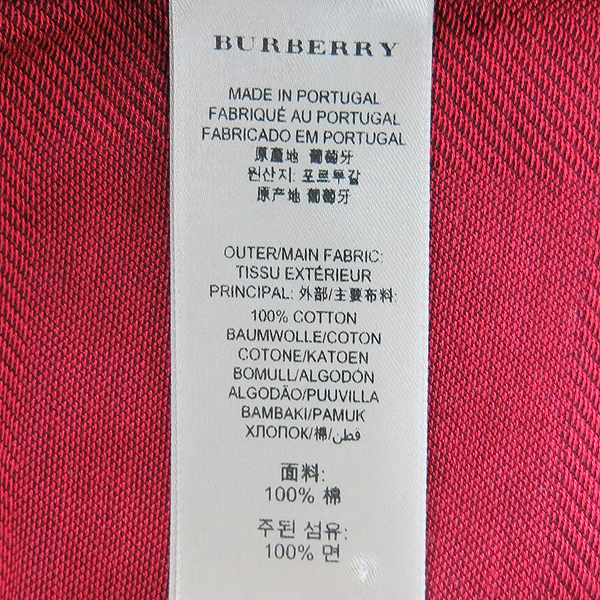 BURBERRY
MADE IN PORTUGAL
FABRIQUÉ AU PORTUGAL
FABRICADO EM PORTUGAL
原產地 葡萄牙
원산지: 포르투갈
原产地 葡萄牙
OUTER/MAIN FABRIC:
TISSU EXTÉRIEUR
PRINCIPAL: 外部/主要布料:
100% COTTON
BAUMWOLLE/COTON
COTONE/KATOEN
BOMULL/ALGODÓN
ALGODÃO/PUUVILLA
BAMBAKI/PAMUK
ХЛОПОК/棉/قطن
面料:
100% 棉
주된 섬유:
100% 면